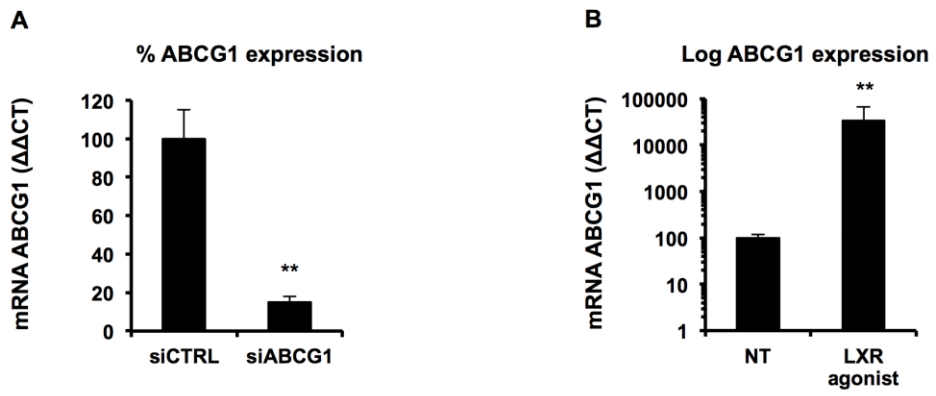 A
% ABCG1 expression
mRNA ABCG1 (ΔΔCT)
120
100
80
60
40
20
0
**
siCTRL siABCG1
B
Log ABCG1 expression
mRNA ABCG1 (ΔΔCT)
**
100000
10000
1000
100
10
1
NT LXR
agonist